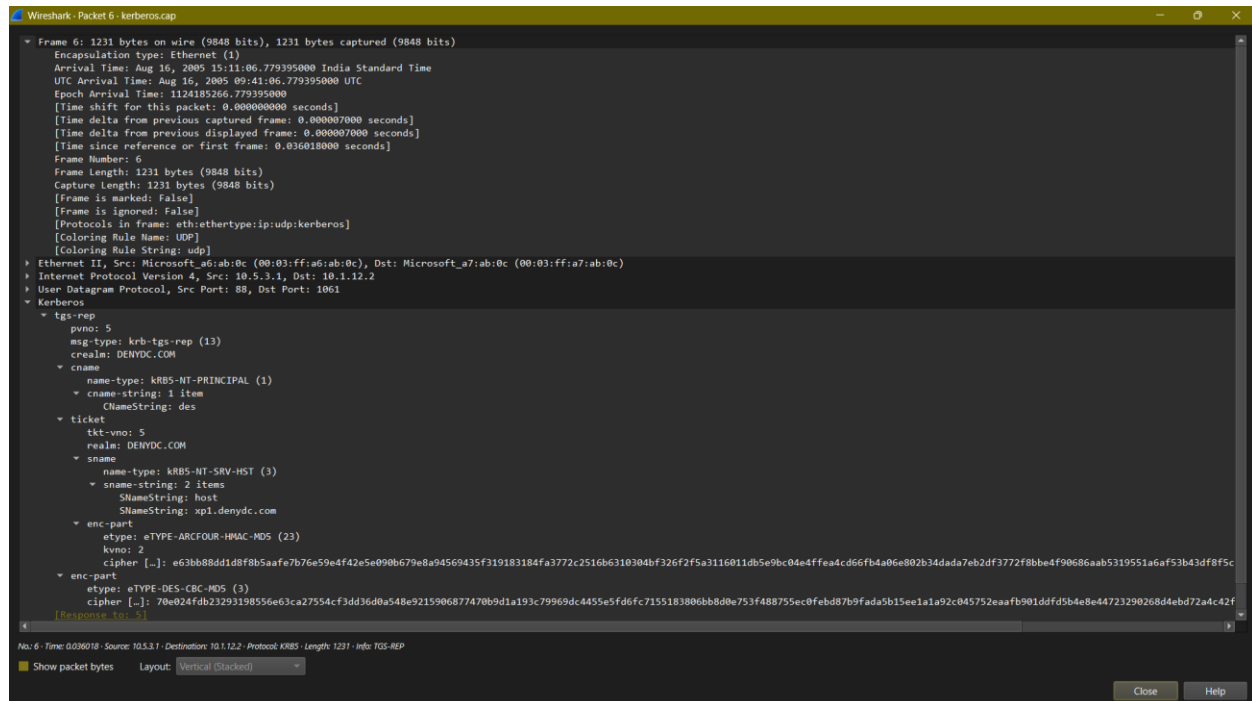 Wireshark · Packet 6 · kerberos.cap
Frame 6: 1231 bytes on wire (9848 bits), 1231 bytes captured (9848 bits)
Encapsulation type: Ethernet (1)
Arrival Time: Aug 16, 2005 15:11:06.779395000 India Standard Time
UTC Arrival Time: Aug 16, 2005 09:41:06.779395000 UTC
Epoch Arrival Time: 1124185266.779395000
[Time shift for this packet: 0.000000000 seconds]
[Time delta from previous captured frame: 0.000007000 seconds]
[Time delta from previous displayed frame: 0.000007000 seconds]
[Time since reference or first frame: 0.036018000 seconds]
Frame Number: 6
Frame Length: 1231 bytes (9848 bits)
Capture Length: 1231 bytes (9848 bits)
[Frame is marked: False]
[Frame is ignored: False]
[Protocols in frame: eth:ethertype:ip:udp:kerberos]
[Coloring Rule Name: UDP]
[Coloring Rule String: udp]
Ethernet II, Src: Microsoft_a6:ab:0c (00:03:ff:a6:ab:0c), Dst: Microsoft_a7:ab:0c (00:03:ff:a7:ab:0c)
Internet Protocol Version 4, Src: 10.5.3.1, Dst: 10.1.12.2
User Datagram Protocol, Src Port: 88, Dst Port: 1061
Kerberos
tgs-rep
pvno: 5
msg-type: krb-tgs-rep (13)
crealm: DENYDC.COM
cname
name-type: kRB5-NT-PRINCIPAL (1)
cname-string: 1 item
CNameString: des
ticket
tkt-vno: 5
realm: DENYDC.COM
sname
name-type: kRB5-NT-SRV-HST (3)
sname-string: 2 items
SNameString: host
SNameString: xp1.denydc.com
enc-part
etype: eTYPE-ARCFOUR-HMAC-MD5 (23)
kvno: 2
cipher […]: e63bb88dd1d8f8b5aafe7b76e59e4f42e5e090b679e8a94569435f319183184fa3772c2516b6310304bf326f2f5a3116011db5e9bc04e4ffea4cd66fb4a06e802b34dada7eb2df3772f8bbe4f90686aab5319551a6af53b43df8f5c
enc-part
etype: eTYPE-DES-CBC-MD5 (3)
cipher […]: 70e024fdb23293198556e63ca27554cf3dd36d0a548e9215906877470b9d1a193c79969dc4455e5fd6fc7155183806bb8d0e753f488755ec0febd87b9fada5b15ee1a1a92c045752eaafb901ddfd5b4e8e44723290268d4ebd72a4c42f
[Response to: 5]
No.: 6 · Time: 0.036018 · Source: 10.5.3.1 · Destination: 10.1.12.2 · Protocol: KRB5 · Length: 1231 · Info: TGS-REP
Show packet bytes Layout: Vertical (Stacked)
Close Help